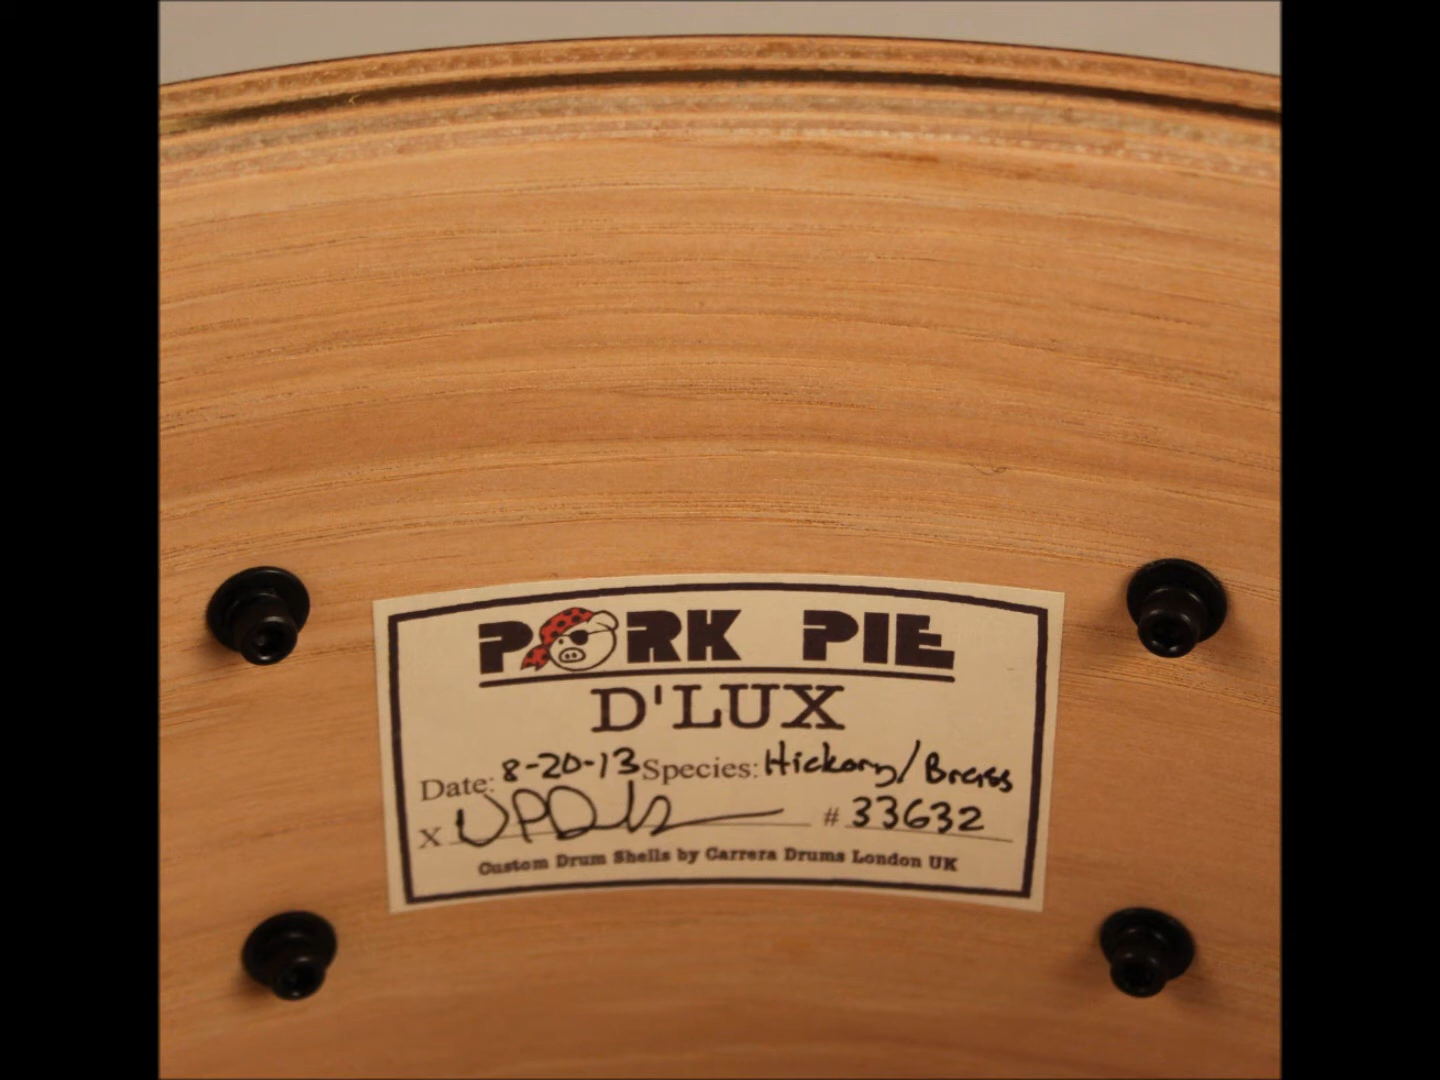 PORK PIE
D'LUX
Date: 8-20-13 Species: Hickory/Brass
X # 33632
Custom Drum Shells by Carrera Drums London UK